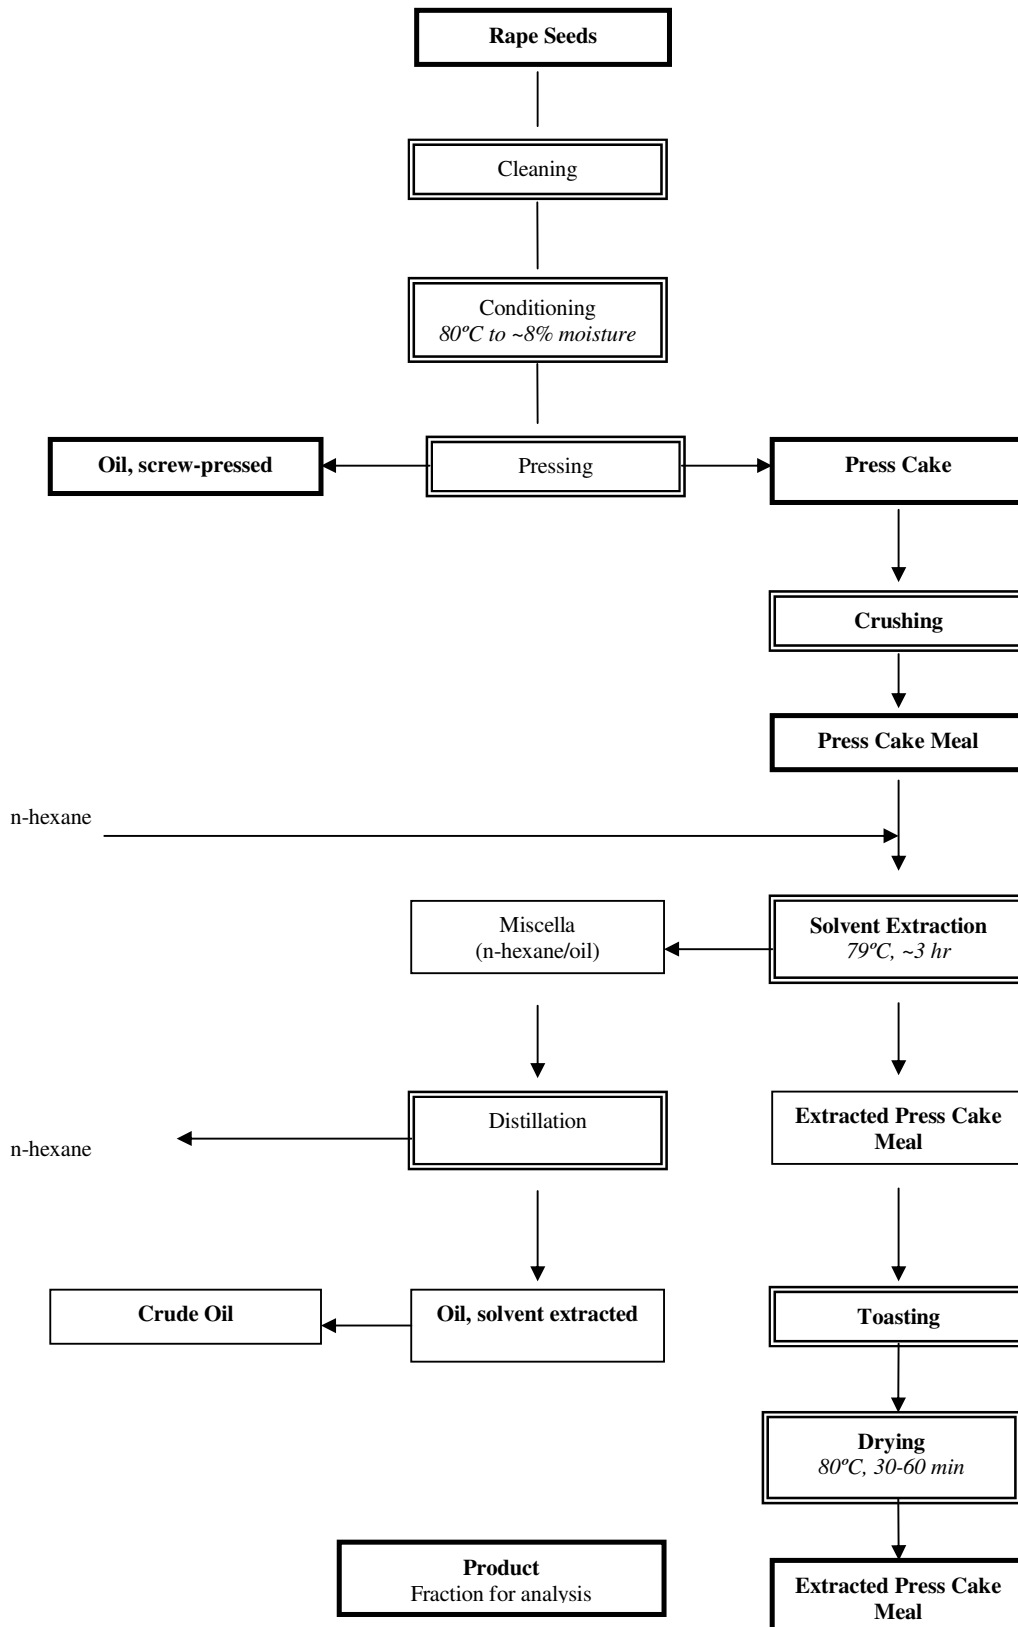 Rape Seeds
Cleaning
Conditioning
80ºC to ~8% moisture
Oil, screw-pressed
Pressing
Press Cake
Crushing
Press Cake Meal
n-hexane
Miscella
(n-hexane/oil)
Solvent Extraction
79ºC, ~3 hr
Distillation
Extracted Press Cake
Meal
n-hexane
Crude Oil
Oil, solvent extracted
Toasting
Drying
80ºC, 30-60 min
Product
Fraction for analysis
Extracted Press Cake
Meal